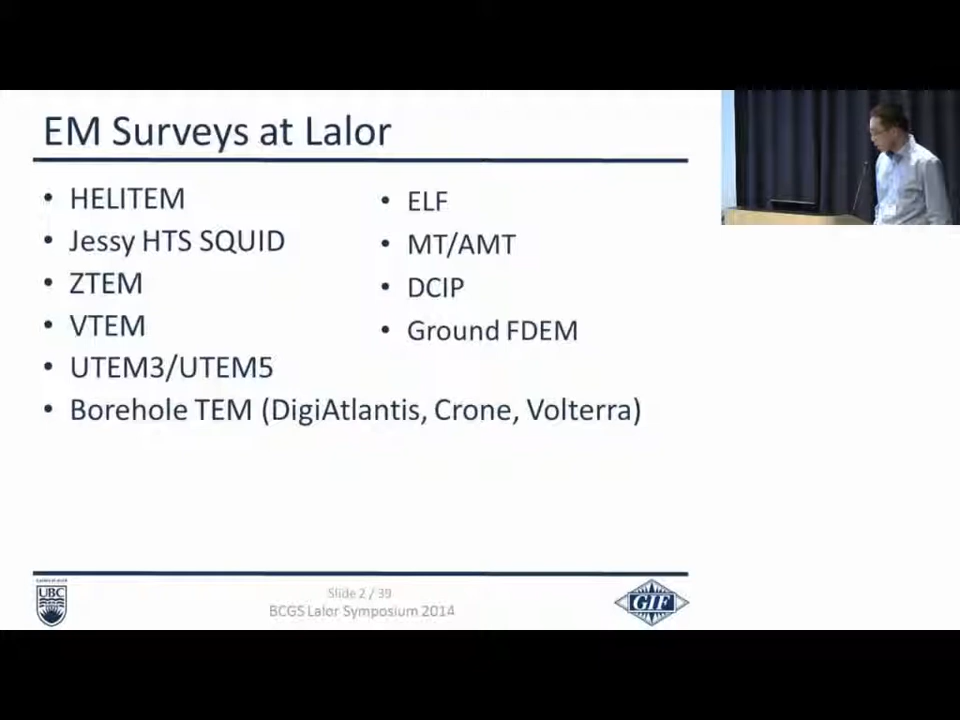 EM Surveys at Lalor
• HELITEM
• Jessy HTS SQUID
• ZTEM
• VTEM
• UTEM3/UTEM5
• Borehole TEM (DigiAtlantis, Crone, Volterra)
• ELF
• MT/AMT
• DCIP
• Ground FDEM
UBC
Slide 2 / 39
BCGS Lalor Symposium 2014
GIF